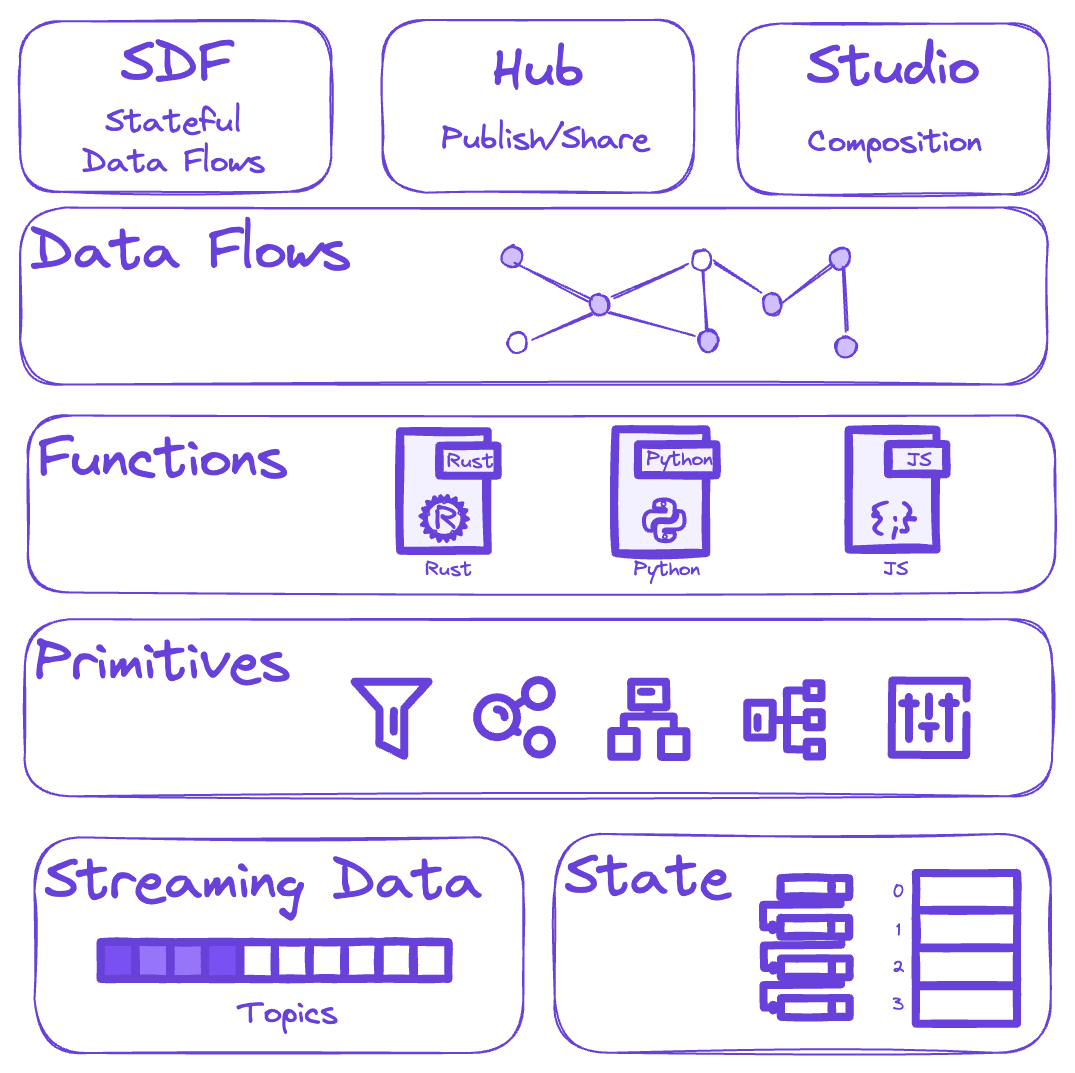 SDF
Stateful
Data Flows
Hub
Publish/Share
Studio
Composition
Data Flows
Functions
Rust
R
Rust
Python
Python
JS
{;}
JS
Primitives
Streaming Data
Topics
State
0
1
2
3